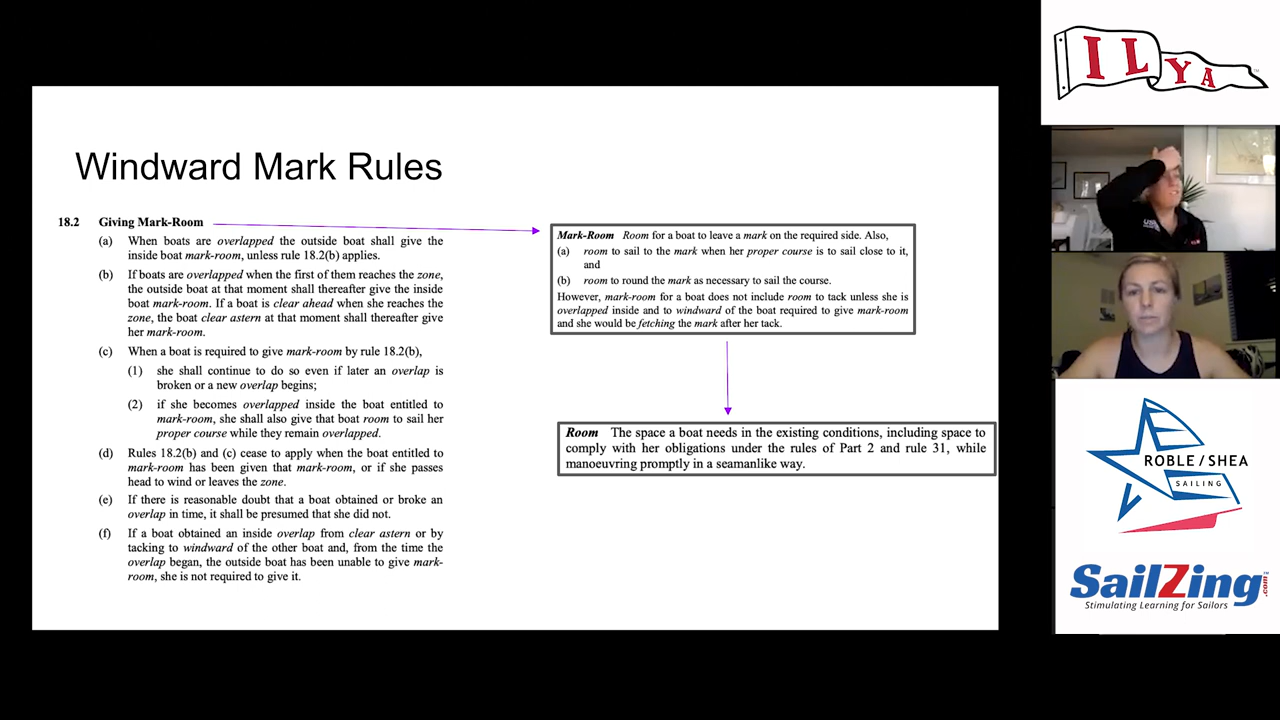 Windward Mark Rules
18.2 Giving Mark-Room
(a) When boats are overlapped the outside boat shall give the
inside boat mark-room, unless rule 18.2(b) applies.
(b) If boats are overlapped when the first of them reaches the zone,
the outside boat at that moment shall thereafter give the inside
boat mark-room. If a boat is clear ahead when she reaches the
zone, the boat clear astern at that moment shall thereafter give
her mark-room.
(c) When a boat is required to give mark-room by rule 18.2(b),
(1) she shall continue to do so even if later an overlap is
broken or a new overlap begins;
(2) if she becomes overlapped inside the boat entitled to
mark-room, she shall also give that boat room to sail her
proper course while they remain overlapped.
(d) Rules 18.2(b) and (c) cease to apply when the boat entitled to
mark-room has been given that mark-room, or if she passes
head to wind or leaves the zone.
(e) If there is reasonable doubt that a boat obtained or broke an
overlap in time, it shall be presumed that she did not.
(f) If a boat obtained an inside overlap from clear astern or by
tacking to windward of the other boat and, from the time the
overlap began, the outside boat has been unable to give mark-
room, she is not required to give it.
Mark-Room Room for a boat to leave a mark on the required side. Also,
(a) room to sail to the mark when her proper course is to sail close to it,
and
(b) room to round the mark as necessary to sail the course.
However, mark-room for a boat does not include room to tack unless she is
overlapped inside and to windward of the boat required to give mark-room
and she would be fetching the mark after her tack.
Room The space a boat needs in the existing conditions, including space to
comply with her obligations under the rules of Part 2 and rule 31, while
manoeuvring promptly in a seamanlike way.
ILYA
ROBLE/SHEA
SAILING
SailZing.com
Stimulating Learning for Sailors